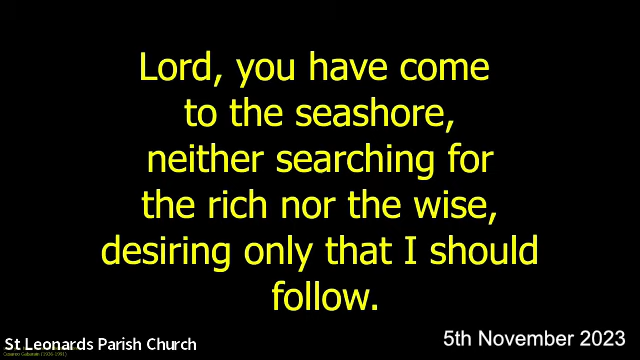 Lord, you have come
to the seashore,
neither searching for
the rich nor the wise,
desiring only that I should
follow.
St Leonards Parish Church
5th November 2023